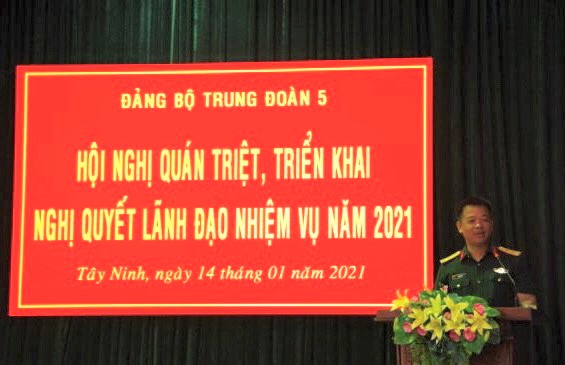 ĐẢNG BỘ TRUNG ĐOÀN 5
HỘI NGHỊ QUÁN TRIỆT, TRIỂN KHAI
NGHỊ QUYẾT LÃNH ĐẠO NHIỆM VỤ NĂM 2021
Tây Ninh, ngày 14 tháng 01 năm 2021